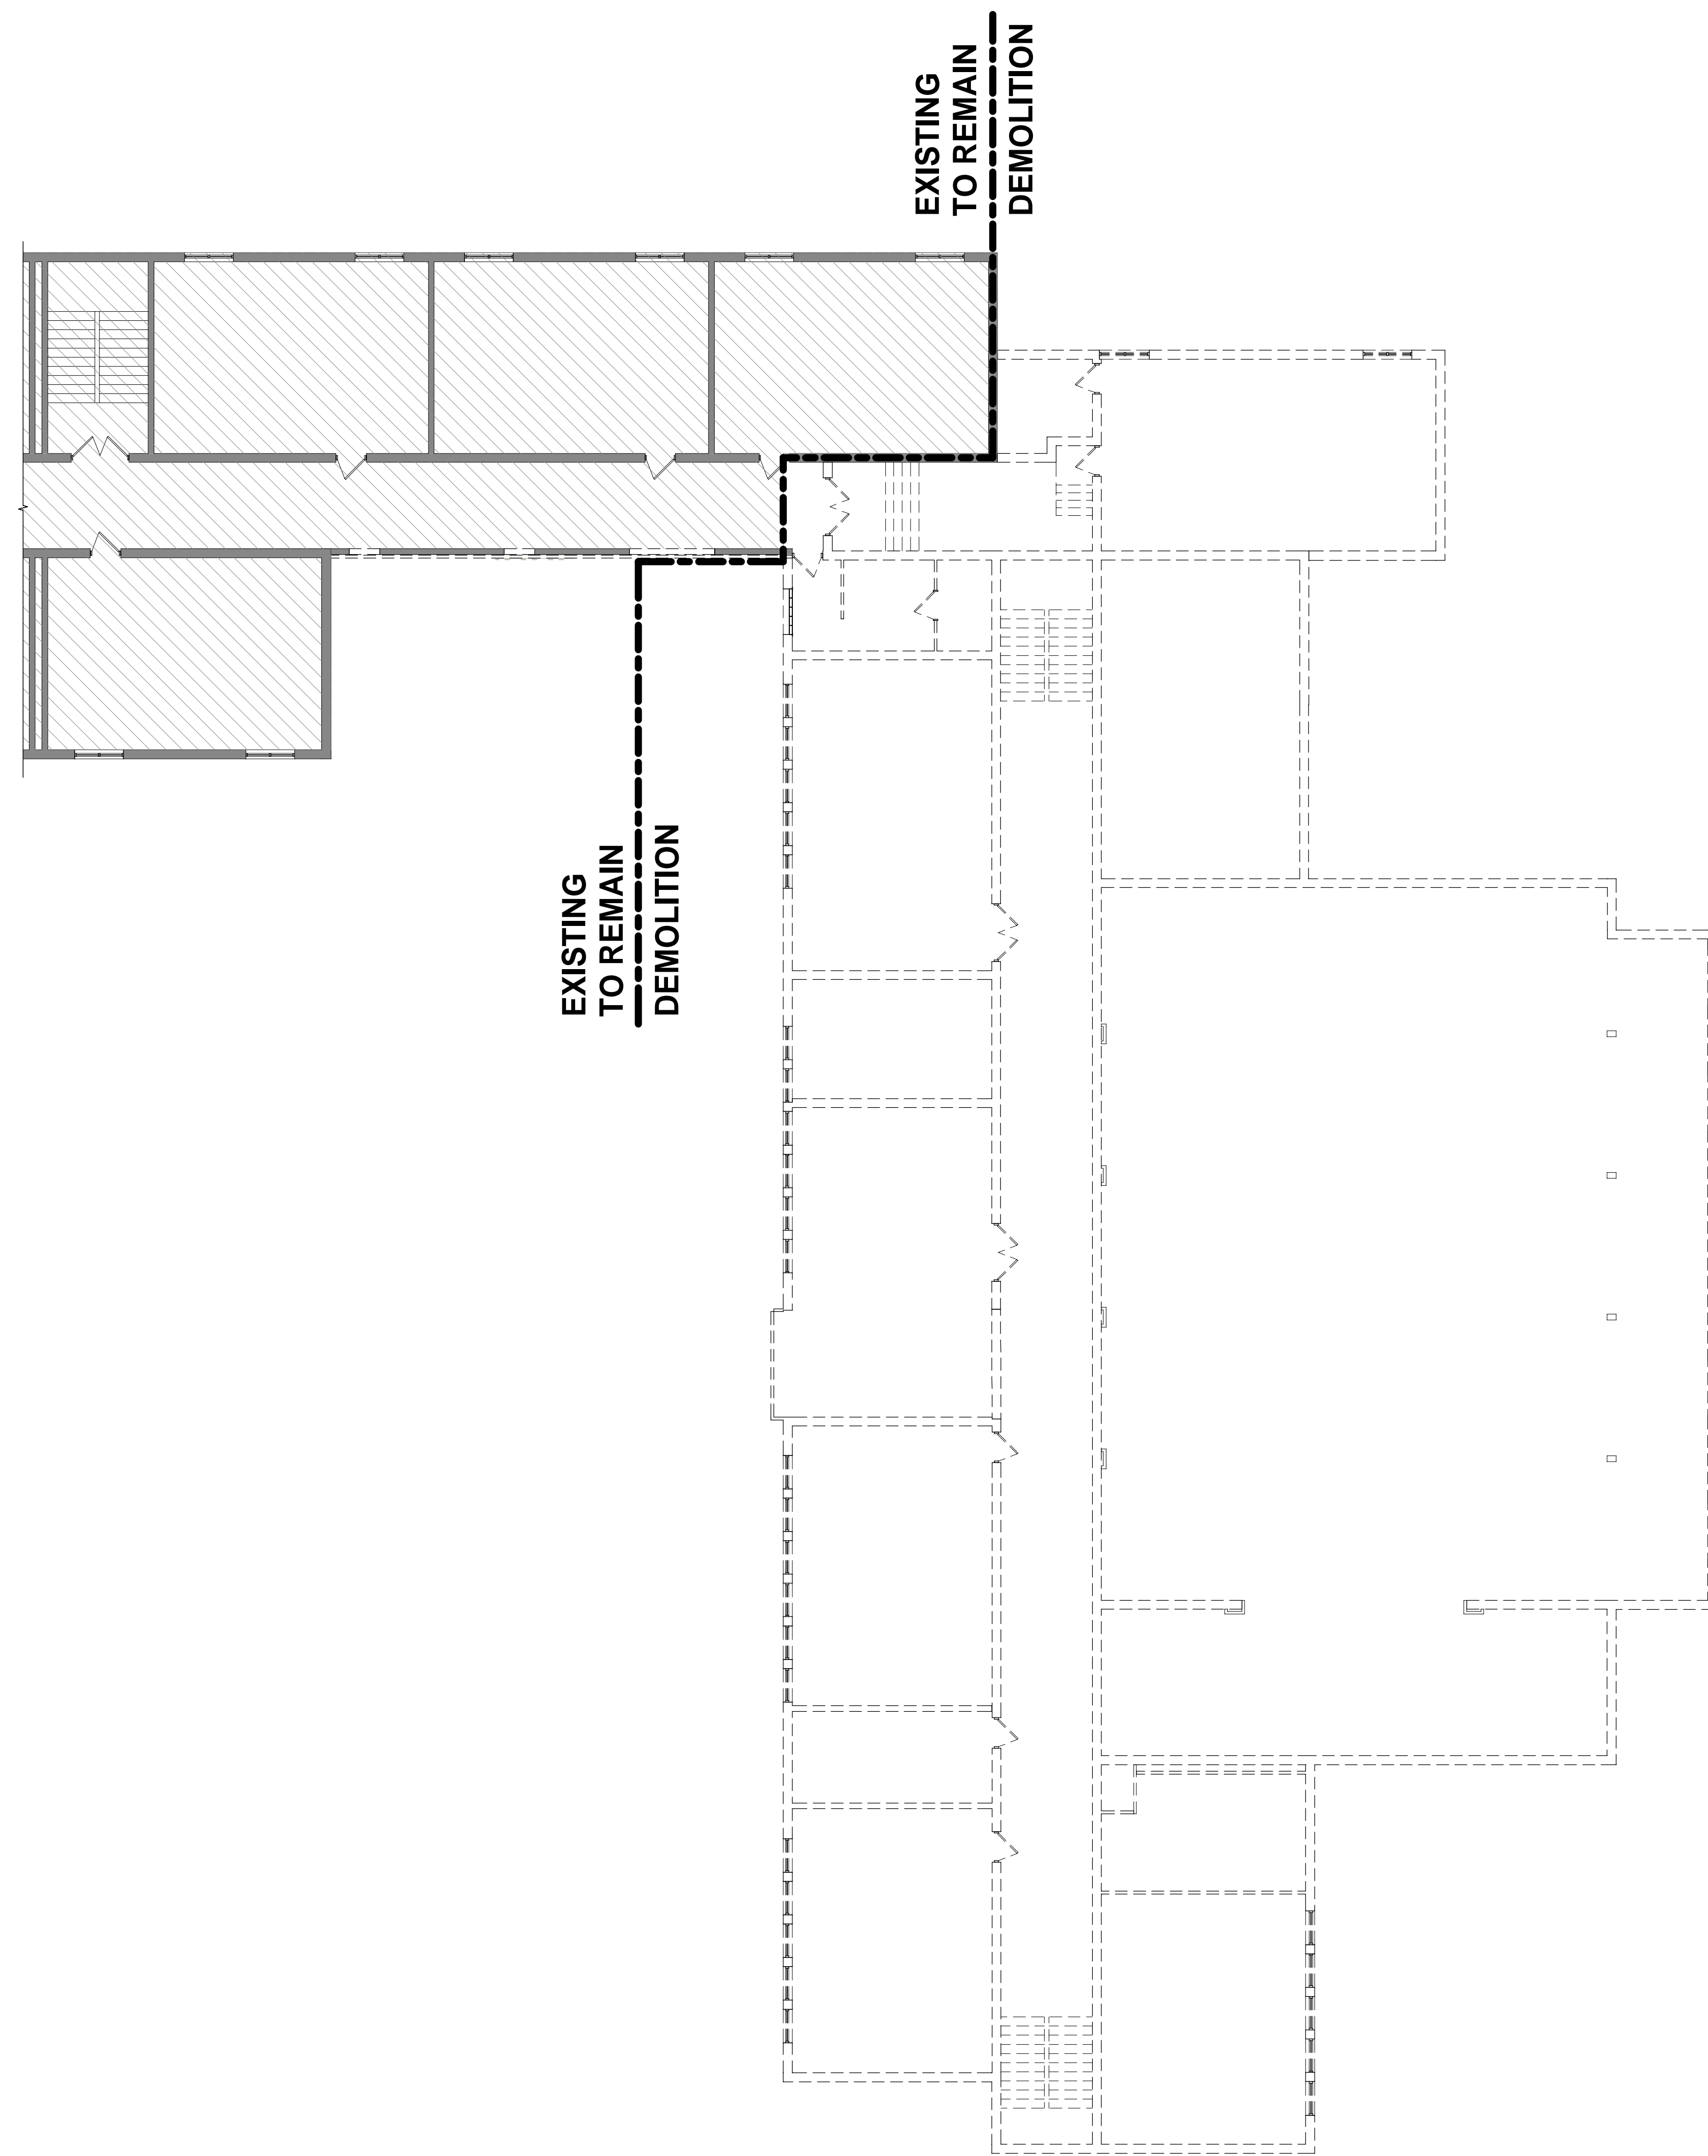 EXISTING
TO REMAIN
DEMOLITION
EXISTING
TO REMAIN
DEMOLITION